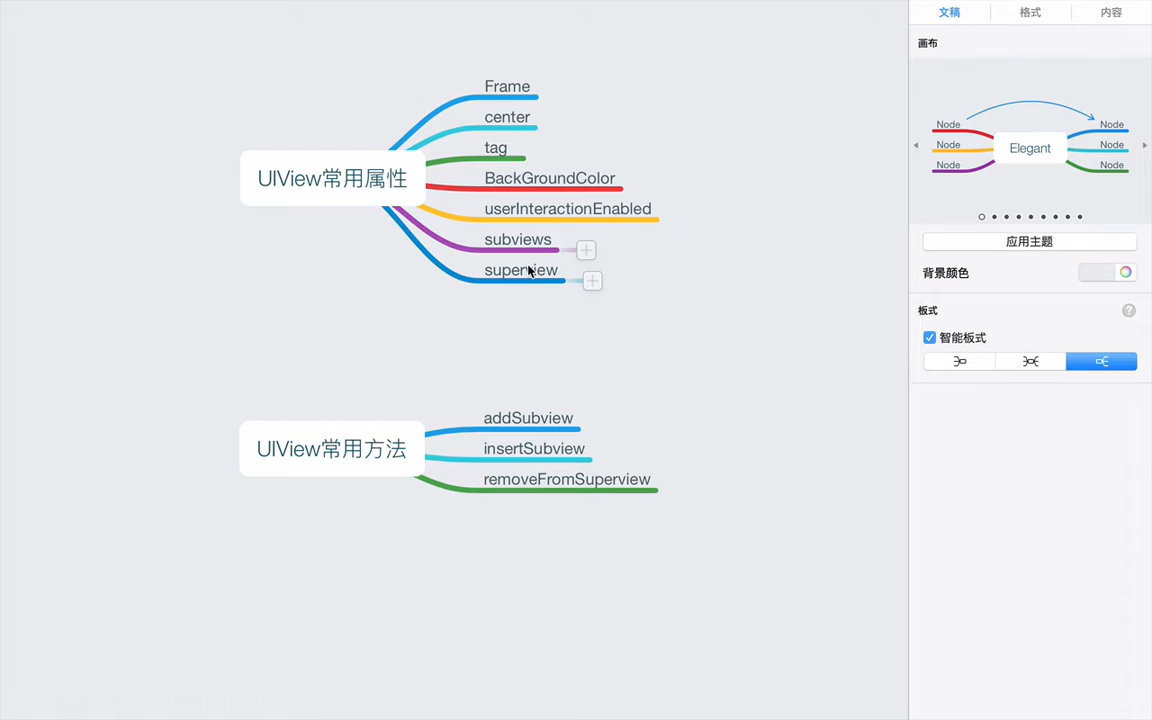 UIView常用属性
Frame
center
tag
BackGroundColor
userInteractionEnabled
subviews
superview
UIView常用方法
addSubview
insertSubview
removeFromSuperview
文稿
格式
内容
画布
Node
Node
Node
Elegant
Node
Node
Node
应用主题
背景颜色
板式
?
智能板式